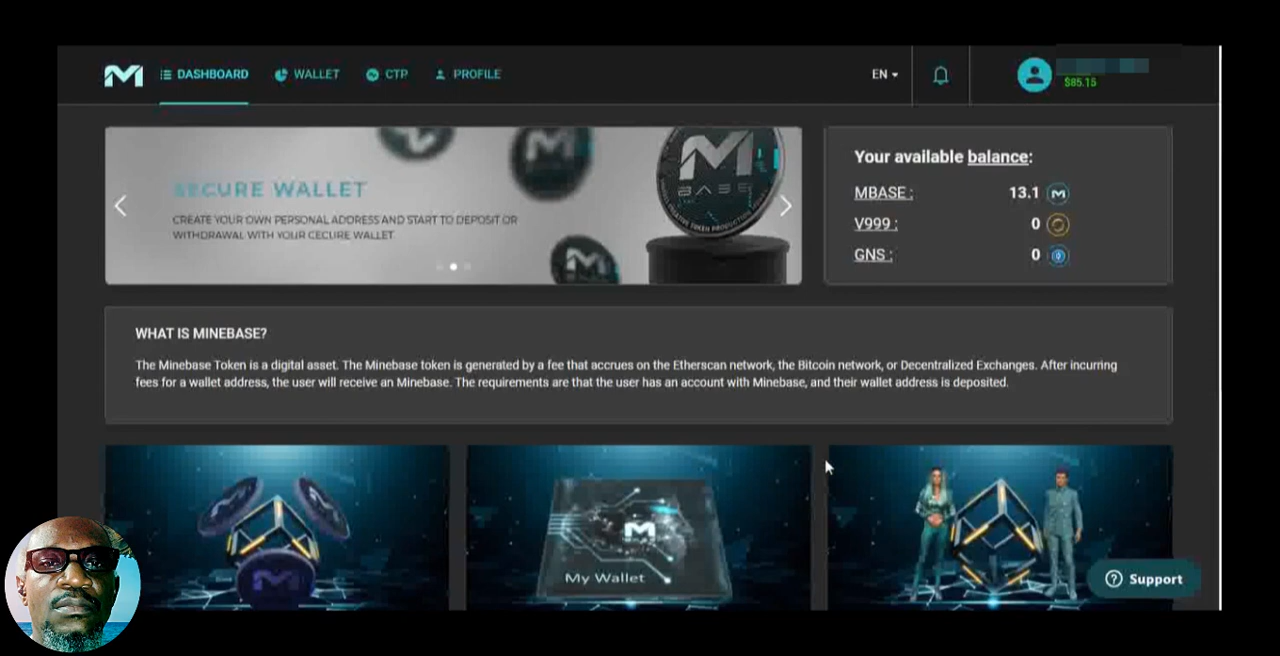 M DASHBOARD WALLET CTP PROFILE EN
$85.15
SECURE WALLET
CREATE YOUR OWN PERSONAL ADDRESS AND START TO DEPOSIT OR
WITHDRAWAL WITH YOUR CECURE WALLET
M
BASE
Your available balance:
MBASE : 13.1
V999 : 0
GNS : 0
WHAT IS MINEBASE?
The Minebase Token is a digital asset. The Minebase token is generated by a fee that accrues on the Etherscan network, the Bitcoin network, or Decentralized Exchanges. After incurring
fees for a wallet address, the user will receive an Minebase. The requirements are that the user has an account with Minebase, and their wallet address is deposited.
M
My Wallet
Support